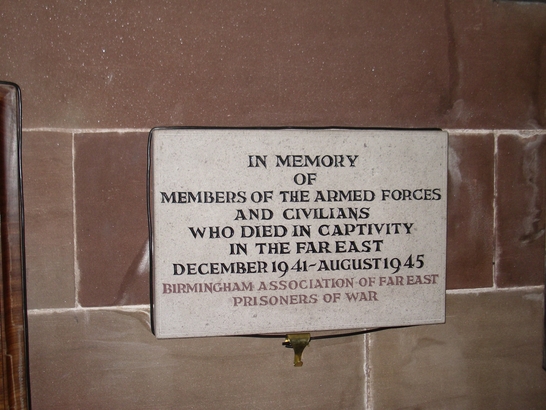 IN MEMORY
OF
MEMBERS OF THE ARMED FORCES
AND CIVILIANS
WHO DIED IN CAPTIVITY
IN THE FAR EAST
DECEMBER 1941-AUGUST 1945
BIRMINGHAM ASSOCIATION OF FAR EAST
PRISONERS OF WAR